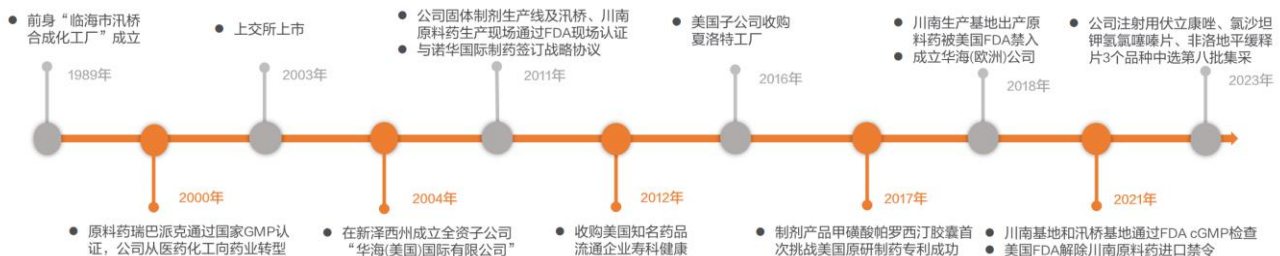 ● 前身“临海市汛桥
合成化工厂”成立
1989年
● 上交所上市
2003年
● 公司固体制剂生产线及汛桥、川南
原料药生产现场通过FDA现场认证
● 与诺华国际制药签订战略协议
2011年
● 美国子公司收购
夏洛特工厂
2016年
● 川南生产基地出产原
料药被美国FDA禁入
● 成立华海(欧洲)公司
2018年
● 公司注射用伏立康唑、氯沙坦
钾氢氯噻嗪片、非洛地平缓释
片3个品种中选第八批集采
2023年
2000年
● 原料药瑞巴派克通过国家GMP认
证，公司从医药化工向药业转型
2004年
● 在新泽西州成立全资子公司
“华海(美国)国际有限公司”
2012年
● 收购美国知名药品
流通企业寿科健康
2017年
● 制剂产品甲磺酸帕罗西汀胶囊首
次挑战美国原研制药专利成功
2021年
● 川南基地和汛桥基地通过FDA cGMP检查
● 美国FDA解除川南原料药进口禁令